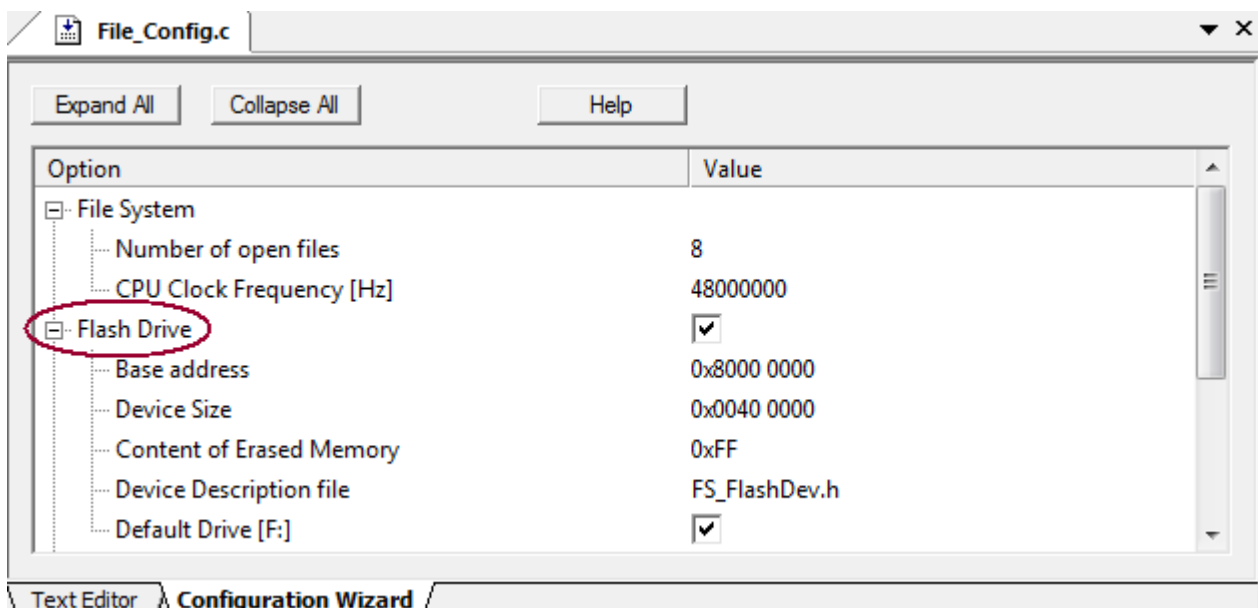 File_Config.c
Expand All Collapse All Help
Option Value
File System
Number of open files 8
CPU Clock Frequency [Hz] 48000000
Flash Drive
Base address 0x8000 0000
Device Size 0x0040 0000
Content of Erased Memory 0xFF
Device Description file FS_FlashDev.h
Default Drive [F:]
Text Editor Configuration Wizard